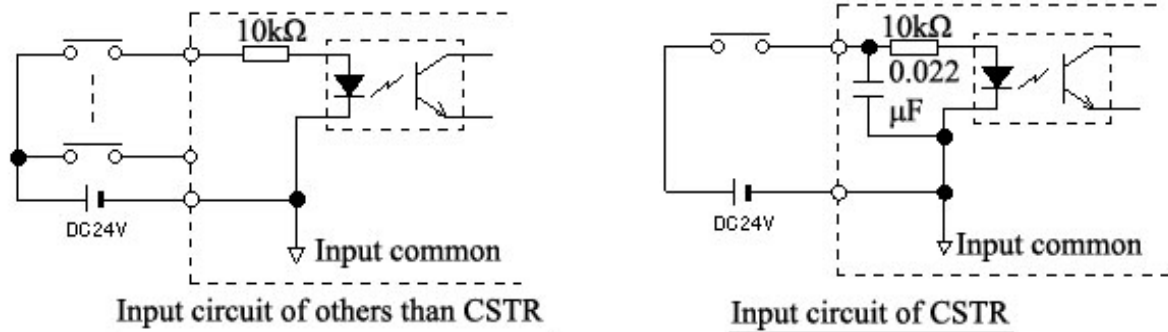 10kΩ
DC24V
Input common
Input circuit of others than CSTR
10kΩ
0.022
μF
DC24V
Input common
Input circuit of CSTR